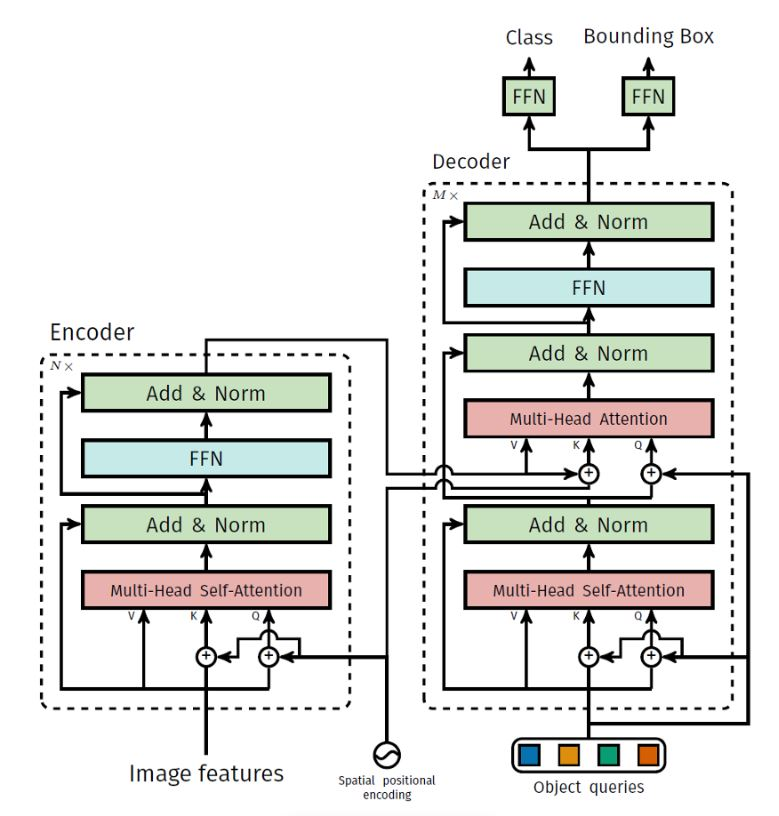 Class
Bounding Box
FFN
FFN
Decoder
M ×
Add & Norm
FFN
Add & Norm
Multi-Head Attention
V
K
Q
Add & Norm
Multi-Head Self-Attention
V
K
Q
Object queries
Encoder
N ×
Add & Norm
FFN
Add & Norm
Multi-Head Self-Attention
V
K
Q
Image features
Spatial positional
encoding